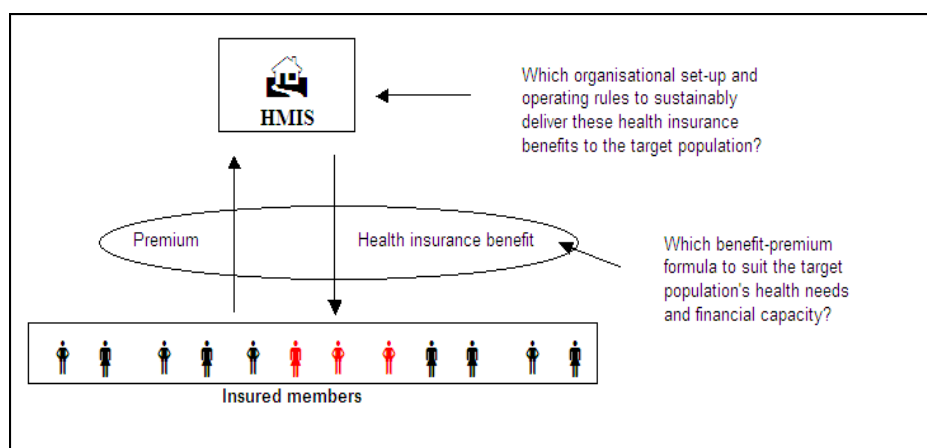 HMIS
Which organisational set-up and
operating rules to sustainably
deliver these health insurance
benefits to the target population?
Premium
Health insurance benefit
Which benefit-premium
formula to suit the target
population's health needs
and financial capacity?
Insured members